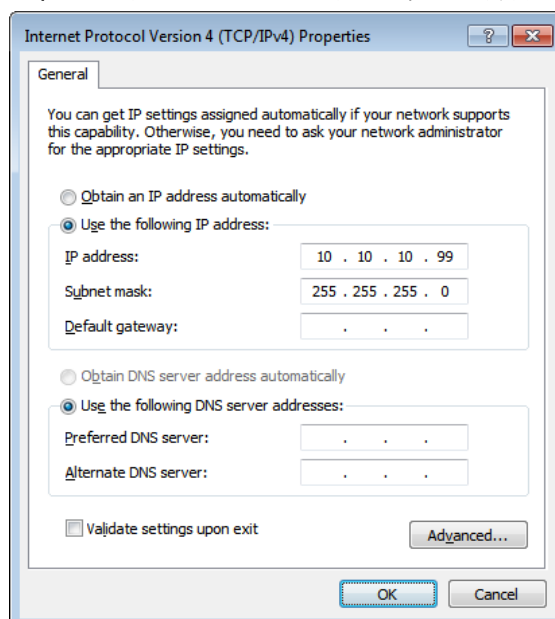 Internet Protocol Version 4 (TCP/IPv4) Properties
?
General
You can get IP settings assigned automatically if your network supports
this capability. Otherwise, you need to ask your network administrator
for the appropriate IP settings.
Obtain an IP address automatically
Use the following IP address:
IP address: 10 . 10 . 10 . 99
Subnet mask: 255 . 255 . 255 . 0
Default gateway: . . .
Obtain DNS server address automatically
Use the following DNS server addresses:
Preferred DNS server: . . .
Alternate DNS server: . . .
Validate settings upon exit
Advanced...
OK Cancel